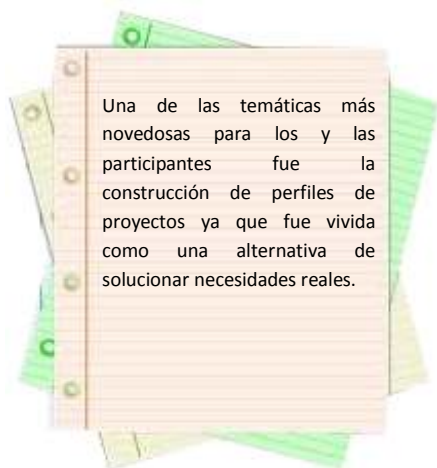 Una de las temáticas más
novedosas para los y las
participantes fue la
construcción de perfiles de
proyectos ya que fue vivida
como una alternativa de
solucionar necesidades reales.